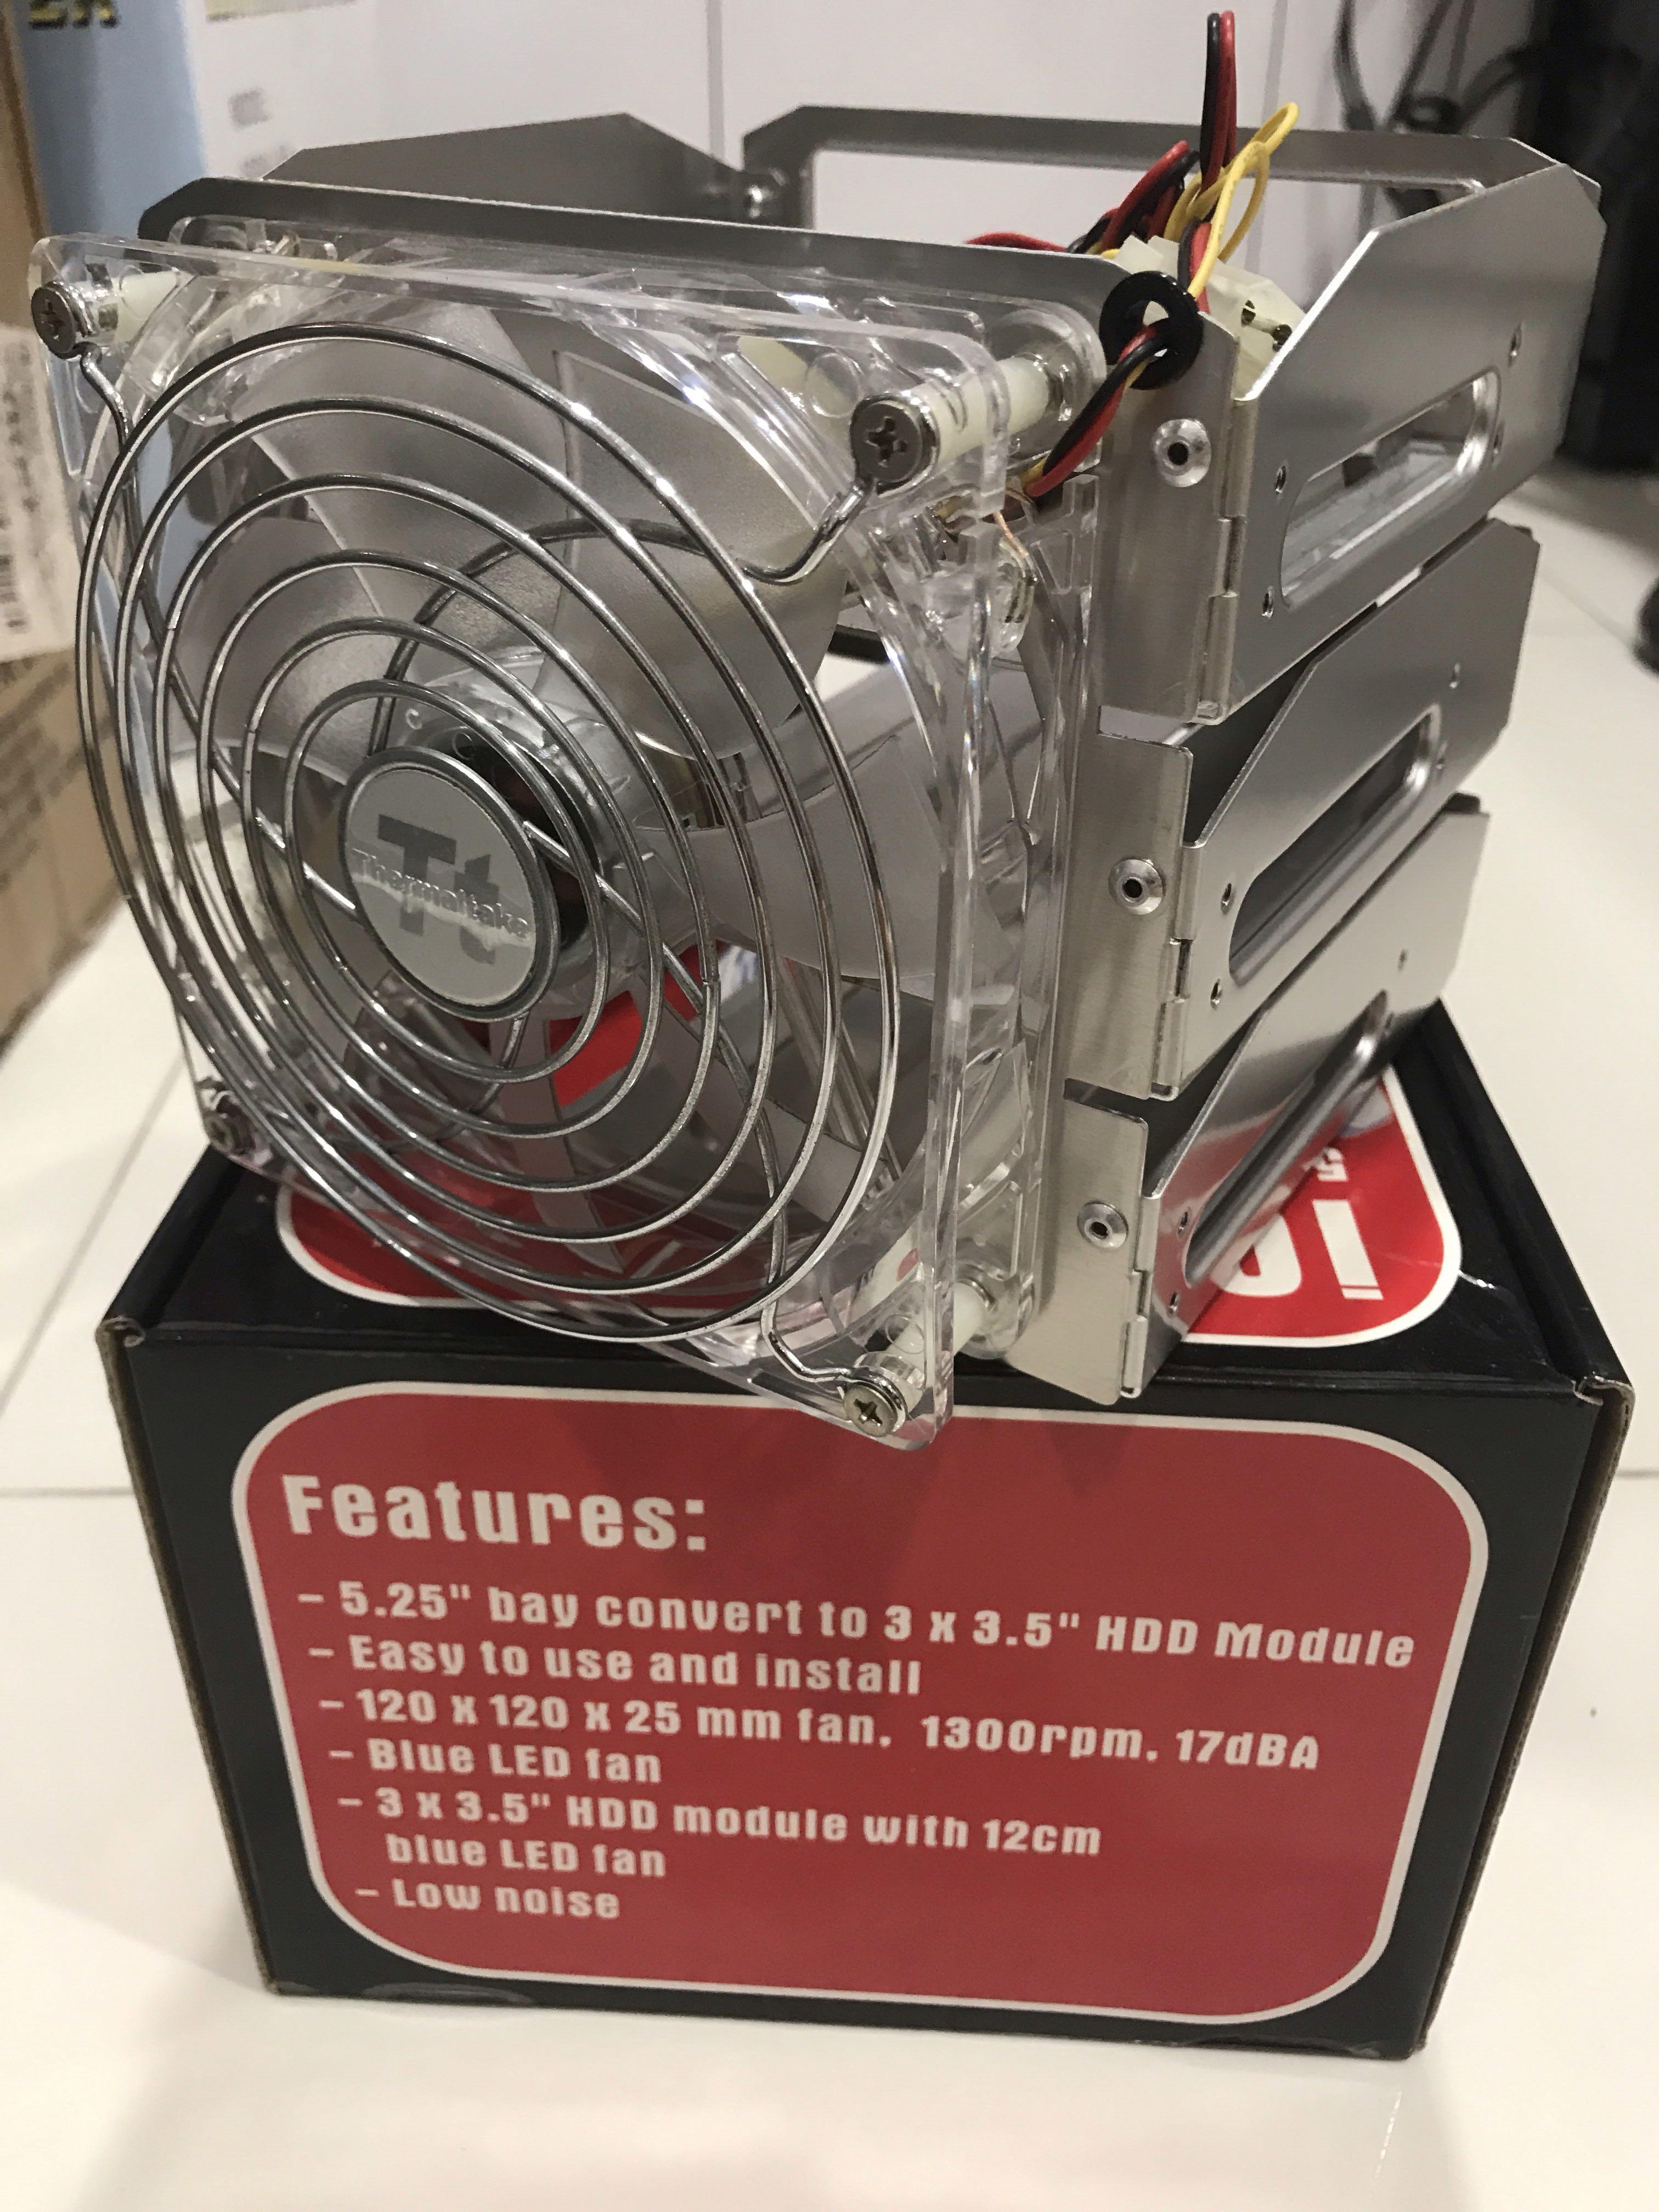 Tt
Thermaltake
Features:
– 5.25" bay convert to 3 x 3.5" HDD Module
– Easy to use and install
– 120 x 120 x 25 mm fan, 1300rpm, 17dBA
– Blue LED fan
– 3 x 3.5" HDD module with 12cm
blue LED fan
– Low noise